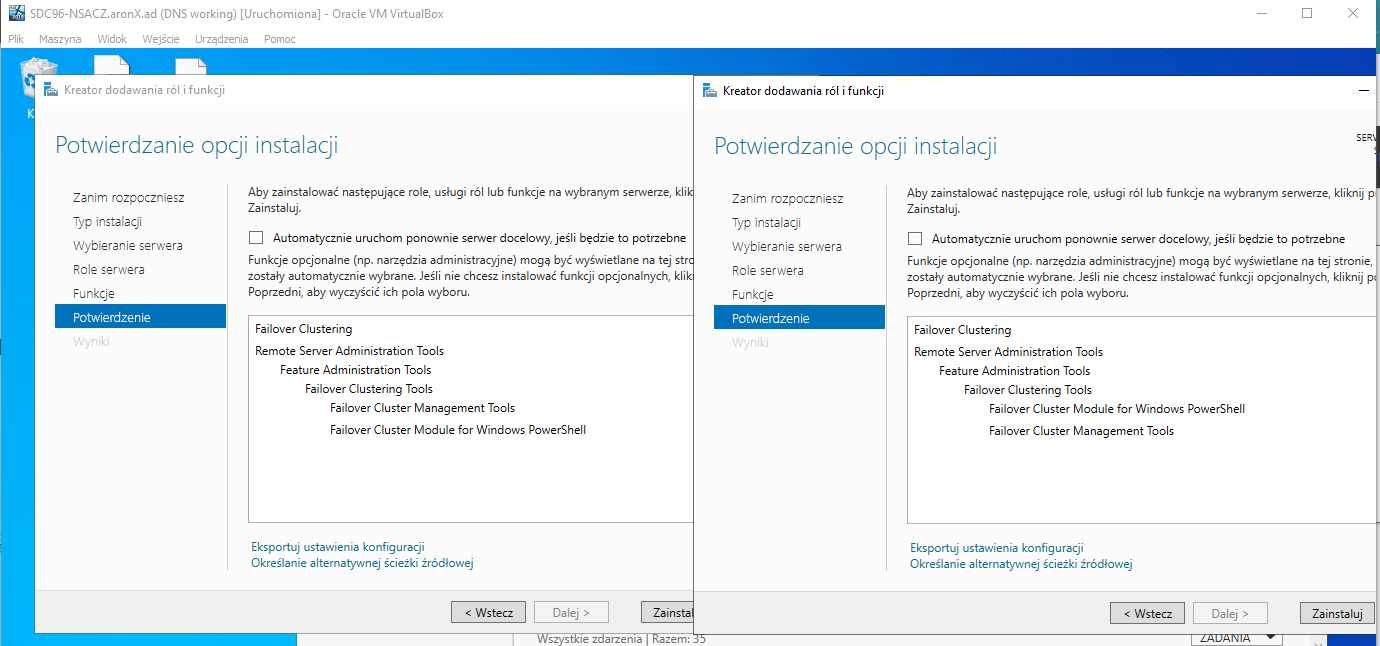 SDC96-NSACZ.aronX.ad (DNS working) [Uruchomiona] - Oracle VM VirtualBox
Plik Maszyna Widok Wejście Urządzenia Pomoc
K
Kreator dodawania ról i funkcji
Potwierdzanie opcji instalacji
Zanim rozpoczniesz
Typ instalacji
Wybieranie serwera
Role serwera
Funkcje
Potwierdzenie
Wyniki
Aby zainstalować następujące role, usługi ról lub funkcje na wybranym serwerze, klik
Zainstaluj.
Automatycznie uruchom ponownie serwer docelowy, jeśli będzie to potrzebne
Funkcje opcjonalne (np. narzędzia administracyjne) mogą być wyświetlane na tej stro
zostały automatycznie wybrane. Jeśli nie chcesz instalować funkcji opcjonalnych, klik
Poprzedni, aby wyczyścić ich pola wyboru.
Failover Clustering
Remote Server Administration Tools
Feature Administration Tools
Failover Clustering Tools
Failover Cluster Management Tools
Failover Cluster Module for Windows PowerShell
Eksportuj ustawienia konfiguracji
Określanie alternatywnej ścieżki źródłowej
< Wstecz Dalej > Zainstal
Kreator dodawania ról i funkcji
Potwierdzanie opcji instalacji
SERW
S
Zanim rozpoczniesz
Typ instalacji
Wybieranie serwera
Role serwera
Funkcje
Potwierdzenie
Wyniki
Aby zainstalować następujące role, usługi ról lub funkcje na wybranym serwerze, kliknij p
Zainstaluj.
Automatycznie uruchom ponownie serwer docelowy, jeśli będzie to potrzebne
Funkcje opcjonalne (np. narzędzia administracyjne) mogą być wyświetlane na tej stronie,
zostały automatycznie wybrane. Jeśli nie chcesz instalować funkcji opcjonalnych, kliknij p
Poprzedni, aby wyczyścić ich pola wyboru.
Failover Clustering
Remote Server Administration Tools
Feature Administration Tools
Failover Clustering Tools
Failover Cluster Module for Windows PowerShell
Failover Cluster Management Tools
Eksportuj ustawienia konfiguracji
Określanie alternatywnej ścieżki źródłowej
< Wstecz Dalej > Zainstaluj
Wszystkie zdarzenia | Razem: 35
ZADANIA